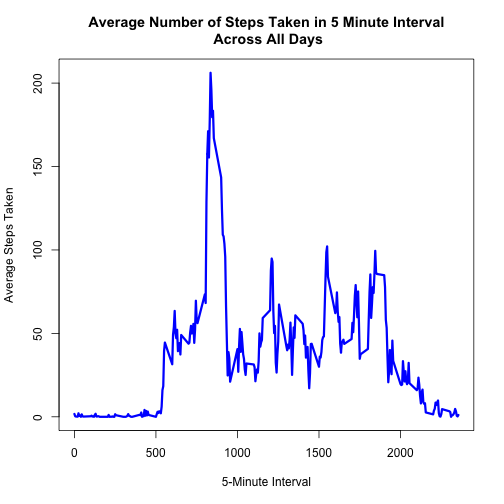 Average Number of Steps Taken in 5 Minute Interval
Across All Days
Average Steps Taken
200
150
100
50
0
0 500 1000 1500 2000
5-Minute Interval